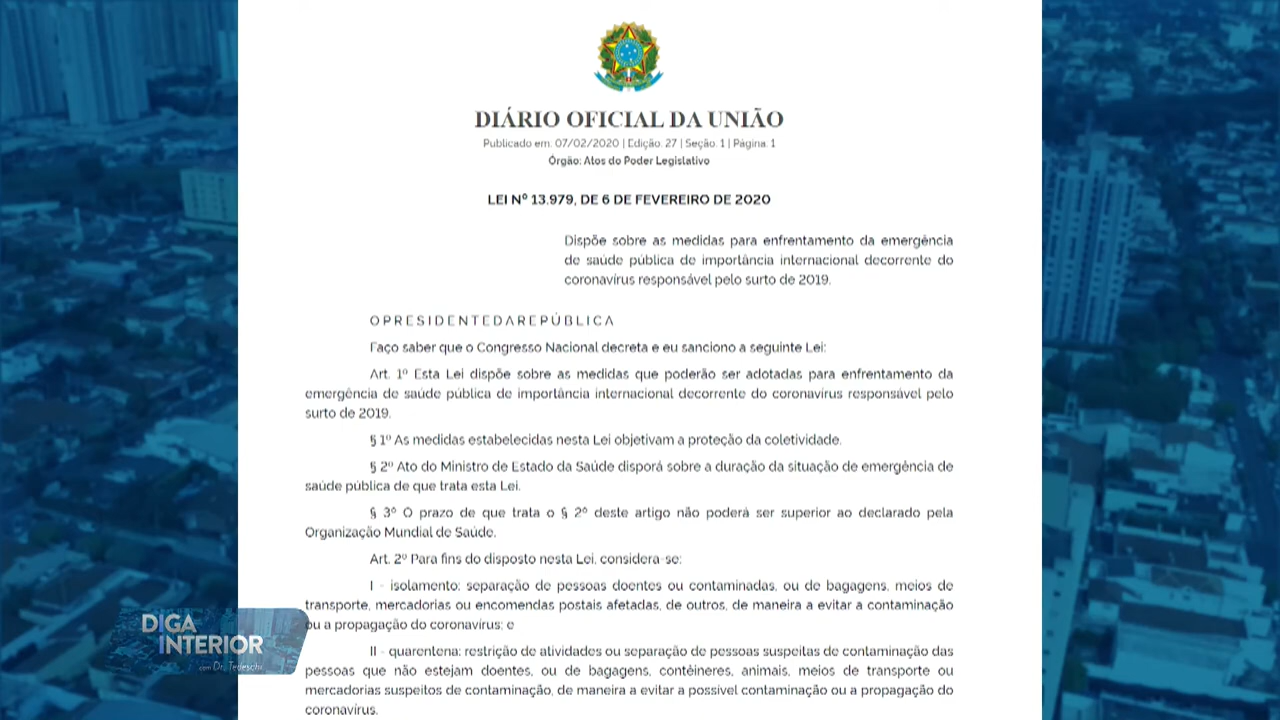 DIÁRIO OFICIAL DA UNIÃO
Publicado em: 07/02/2020 | Edição: 27 | Seção: 1 | Página: 1
Órgão: Atos do Poder Legislativo
LEI Nº 13.979, DE 6 DE FEVEREIRO DE 2020
Dispõe sobre as medidas para enfrentamento da emergência
de saúde pública de importância internacional decorrente do
coronavírus responsável pelo surto de 2019.
O P R E S I D E N T E D A R E P Ú B L I C A
Faço saber que o Congresso Nacional decreta e eu sanciono a seguinte Lei:
Art. 1º Esta Lei dispõe sobre as medidas que poderão ser adotadas para enfrentamento da
emergência de saúde pública de importância internacional decorrente do coronavírus responsável pelo
surto de 2019.
§ 1º As medidas estabelecidas nesta Lei objetivam a proteção da coletividade.
§ 2º Ato do Ministro de Estado da Saúde disporá sobre a duração da situação de emergência de
saúde pública de que trata esta Lei.
§ 3º O prazo de que trata o § 2º deste artigo não poderá ser superior ao declarado pela
Organização Mundial de Saúde.
Art. 2º Para fins do disposto nesta Lei, considera-se:
I - isolamento: separação de pessoas doentes ou contaminadas, ou de bagagens, meios de
transporte, mercadorias ou encomendas postais afetadas, de outros, de maneira a evitar a contaminação
ou a propagação do coronavírus; e
II - quarentena: restrição de atividades ou separação de pessoas suspeitas de contaminação das
pessoas que não estejam doentes, ou de bagagens, contêineres, animais, meios de transporte ou
mercadorias suspeitos de contaminação, de maneira a evitar a possível contaminação ou a propagação do
coronavírus.
DIGA
INTERIOR
com Dr. Tedeschi